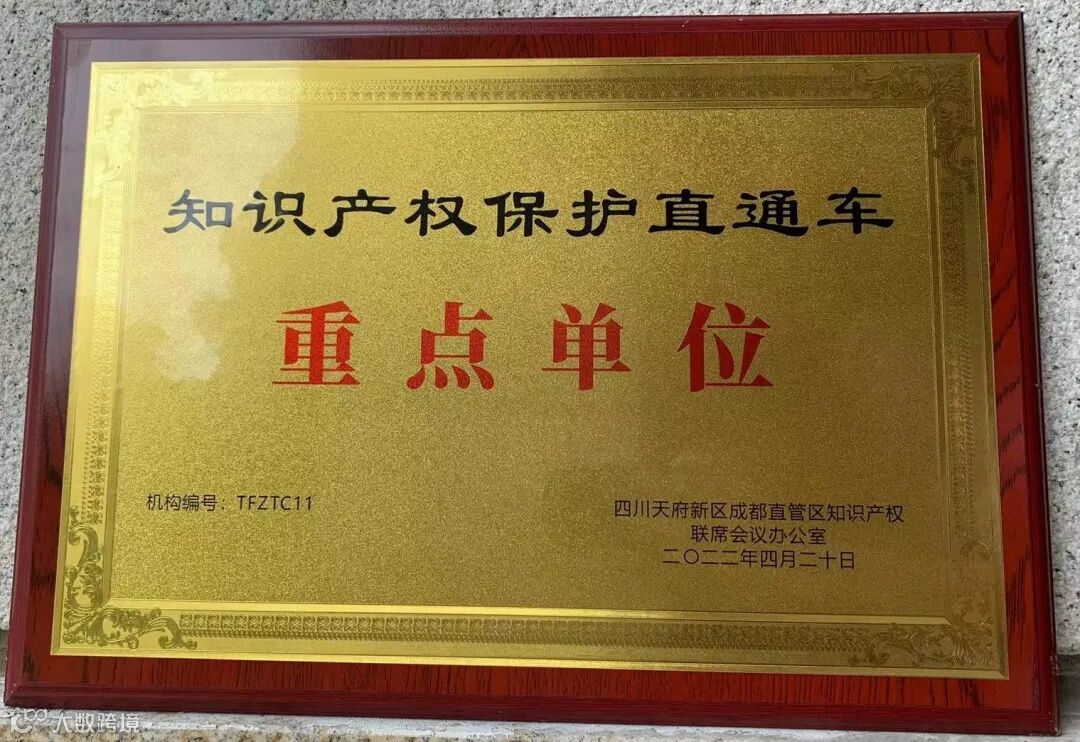 知识产权保护直通车
重点单位
机构编号：TFZTC11
四川天府新区成都直管区知识产权
联席会议办公室
二〇二二年四月二十日
大数跨境